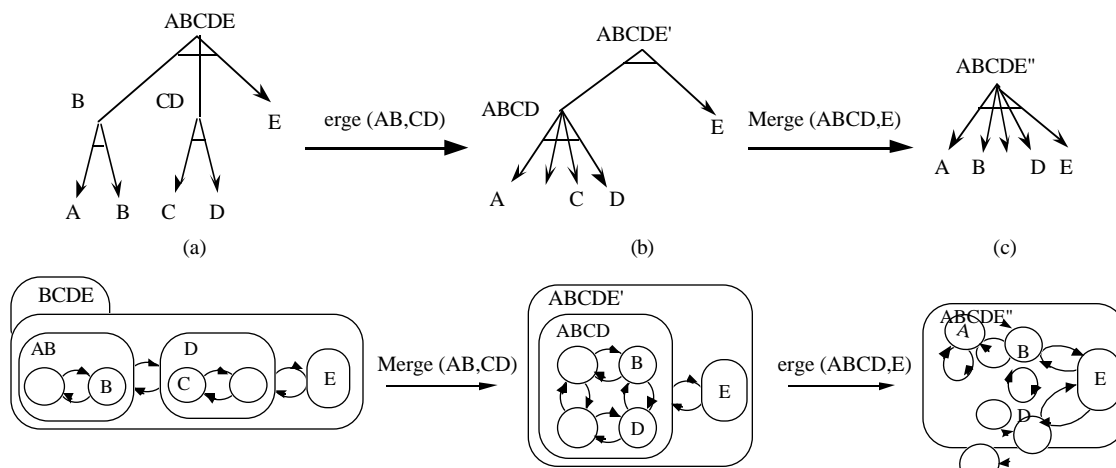 ABCDE
ABCDE'
ABCDE"
B
CD
E
erge (AB,CD)
ABCD
E
Merge (ABCD,E)
A
B
C
D
A
C
D
A
B
D
E
(a)
(b)
(c)
BCDE
AB
B
D
C
E
Merge (AB,CD)
ABCDE'
ABCD
B
D
E
erge (ABCD,E)
ABCDE"
A
B
D
E